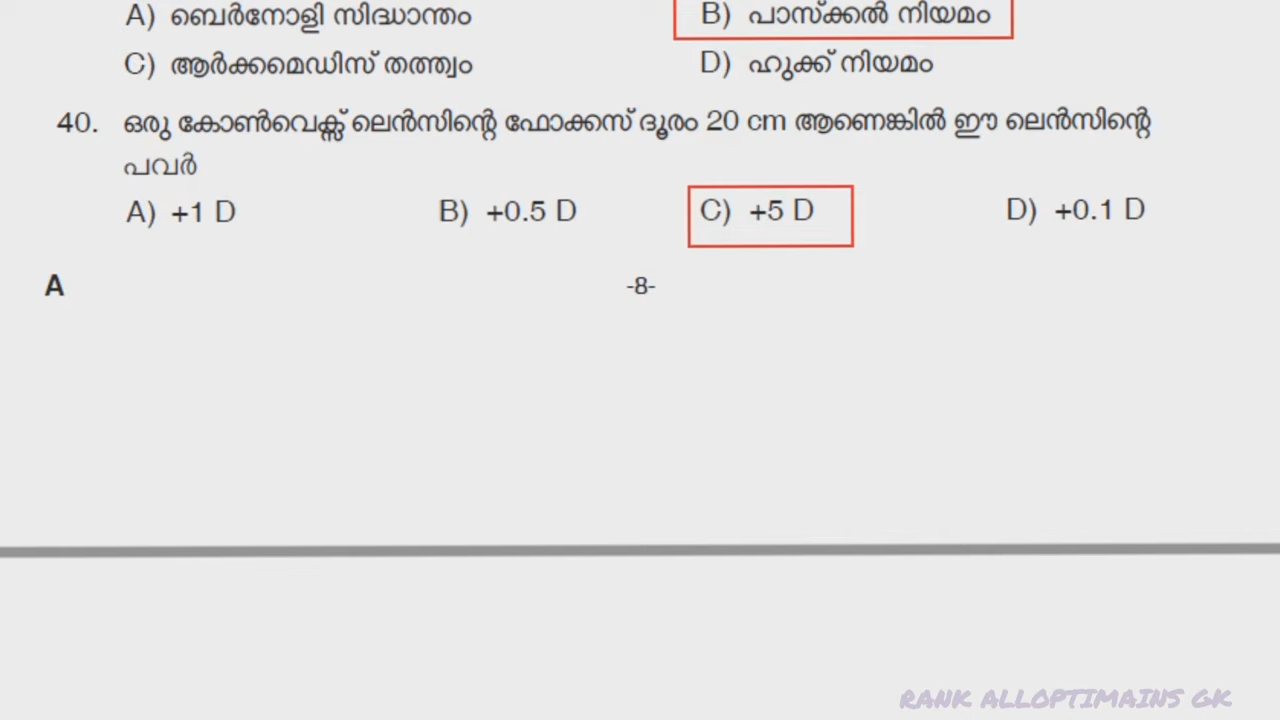 A) ബെർനോളി സിദ്ധാന്തം B) പാസ്ക്കൽ നിയമം
C) ആർക്കമെഡിസ് തത്ത്വം D) ഹുക്ക് നിയമം
40. ഒരു കോൺവെക്സ് ലെൻസിന്റെ ഫോക്കസ് ദൂരം 20 cm ആണെങ്കിൽ ഈ ലെൻസിന്റെ
പവർ
A) +1 D B) +0.5 D C) +5 D D) +0.1 D
A -8-
RANK ALLOPTIMAINS GK